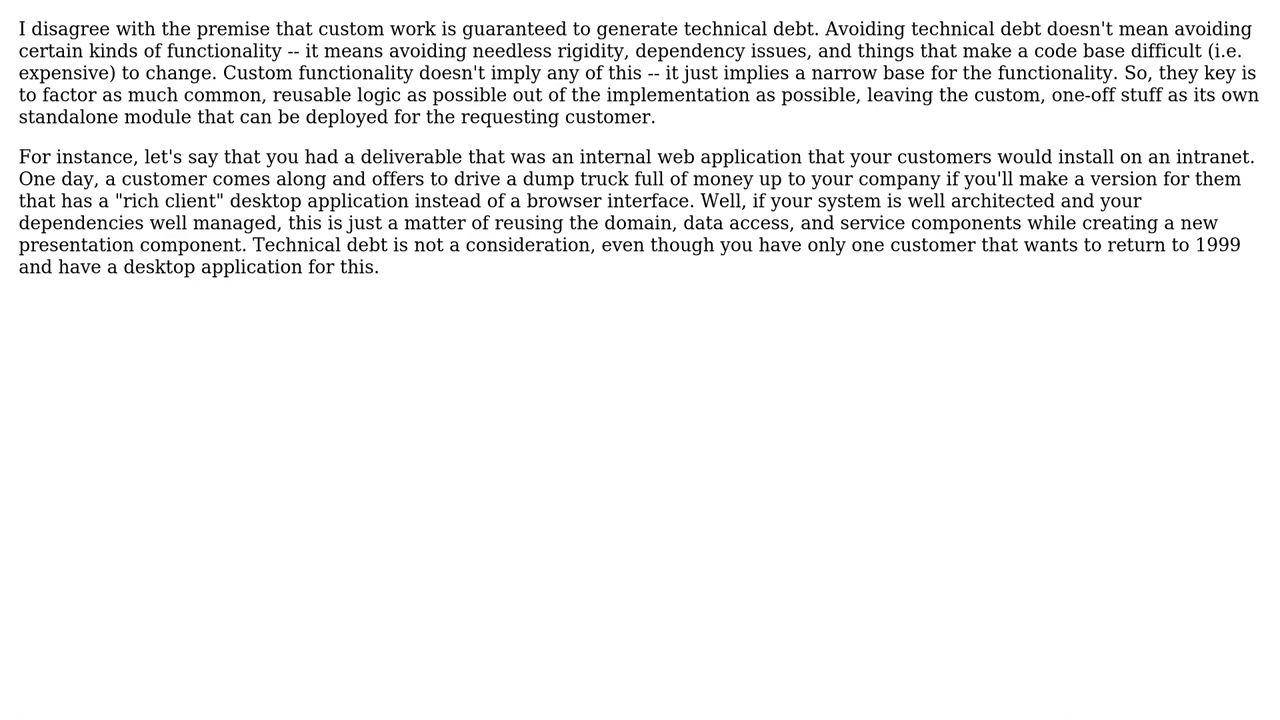 I disagree with the premise that custom work is guaranteed to generate technical debt. Avoiding technical debt doesn't mean avoiding
certain kinds of functionality -- it means avoiding needless rigidity, dependency issues, and things that make a code base difficult (i.e.
expensive) to change. Custom functionality doesn't imply any of this -- it just implies a narrow base for the functionality. So, they key is
to factor as much common, reusable logic as possible out of the implementation as possible, leaving the custom, one-off stuff as its own
standalone module that can be deployed for the requesting customer.
For instance, let's say that you had a deliverable that was an internal web application that your customers would install on an intranet.
One day, a customer comes along and offers to drive a dump truck full of money up to your company if you'll make a version for them
that has a "rich client" desktop application instead of a browser interface. Well, if your system is well architected and your
dependencies well managed, this is just a matter of reusing the domain, data access, and service components while creating a new
presentation component. Technical debt is not a consideration, even though you have only one customer that wants to return to 1999
and have a desktop application for this.